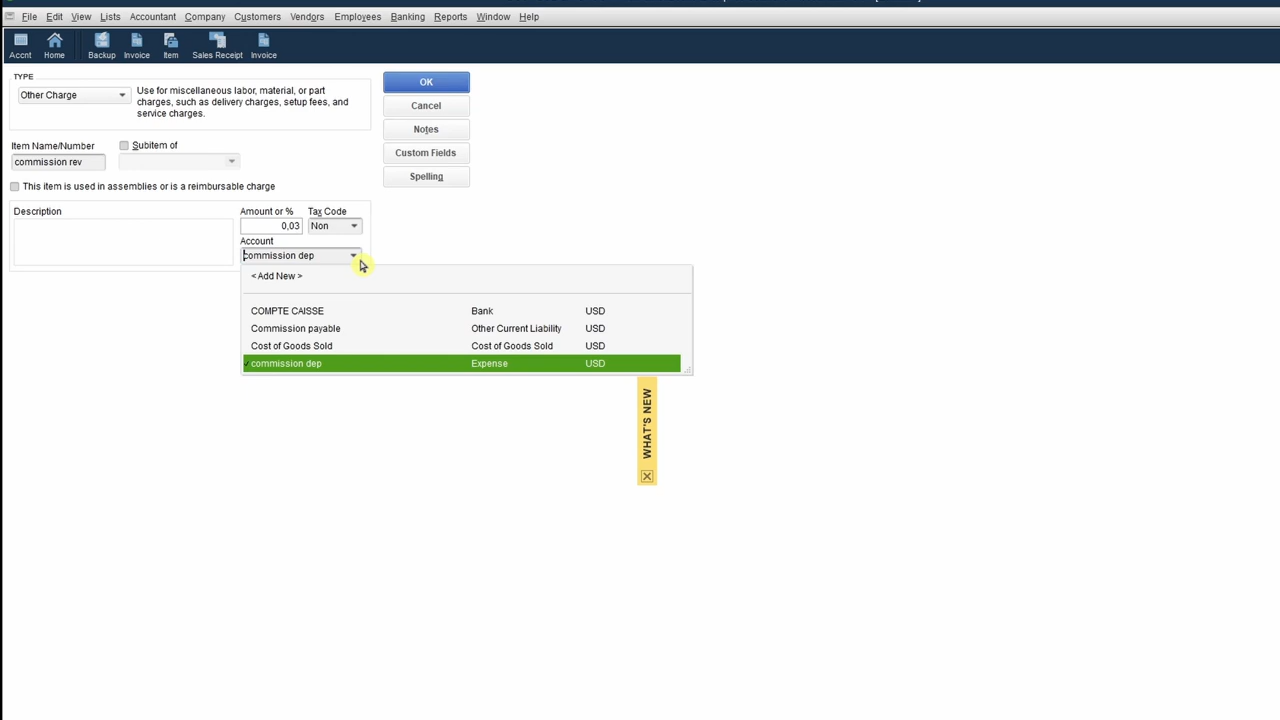 File Edit View Lists Accountant Company Customers Vendors Employees Banking Reports Window Help
Accnt Home Backup Invoice Item Sales Receipt Invoice
TYPE
Other Charge
Use for miscellaneous labor, material, or part
charges, such as delivery charges, setup fees, and
service charges.
OK
Cancel
Notes
Custom Fields
Spelling
Item Name/Number
Subitem of
commission rev
This item is used in assemblies or is a reimbursable charge
Description
Amount or %
Tax Code
0,03
Non
Account
commission dep
< Add New >
COMPTE CAISSE Bank USD
Commission payable Other Current Liability USD
Cost of Goods Sold Cost of Goods Sold USD
commission dep Expense USD
WHAT'S NEW